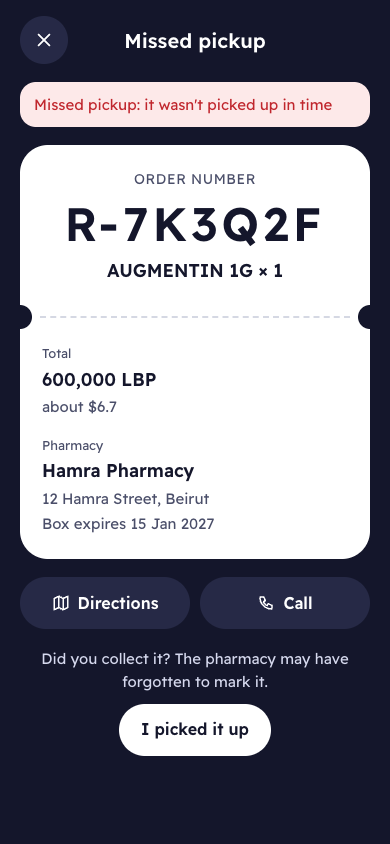 Missed pickup
Missed pickup: it wasn't picked up in time
ORDER NUMBER
R-7K3Q2F
AUGMENTIN 1G × 1
Total
600,000 LBP
about $6.7
Pharmacy
Hamra Pharmacy
12 Hamra Street, Beirut
Box expires 15 Jan 2027
Directions
Call
Did you collect it? The pharmacy may have
forgotten to mark it.
I picked it up